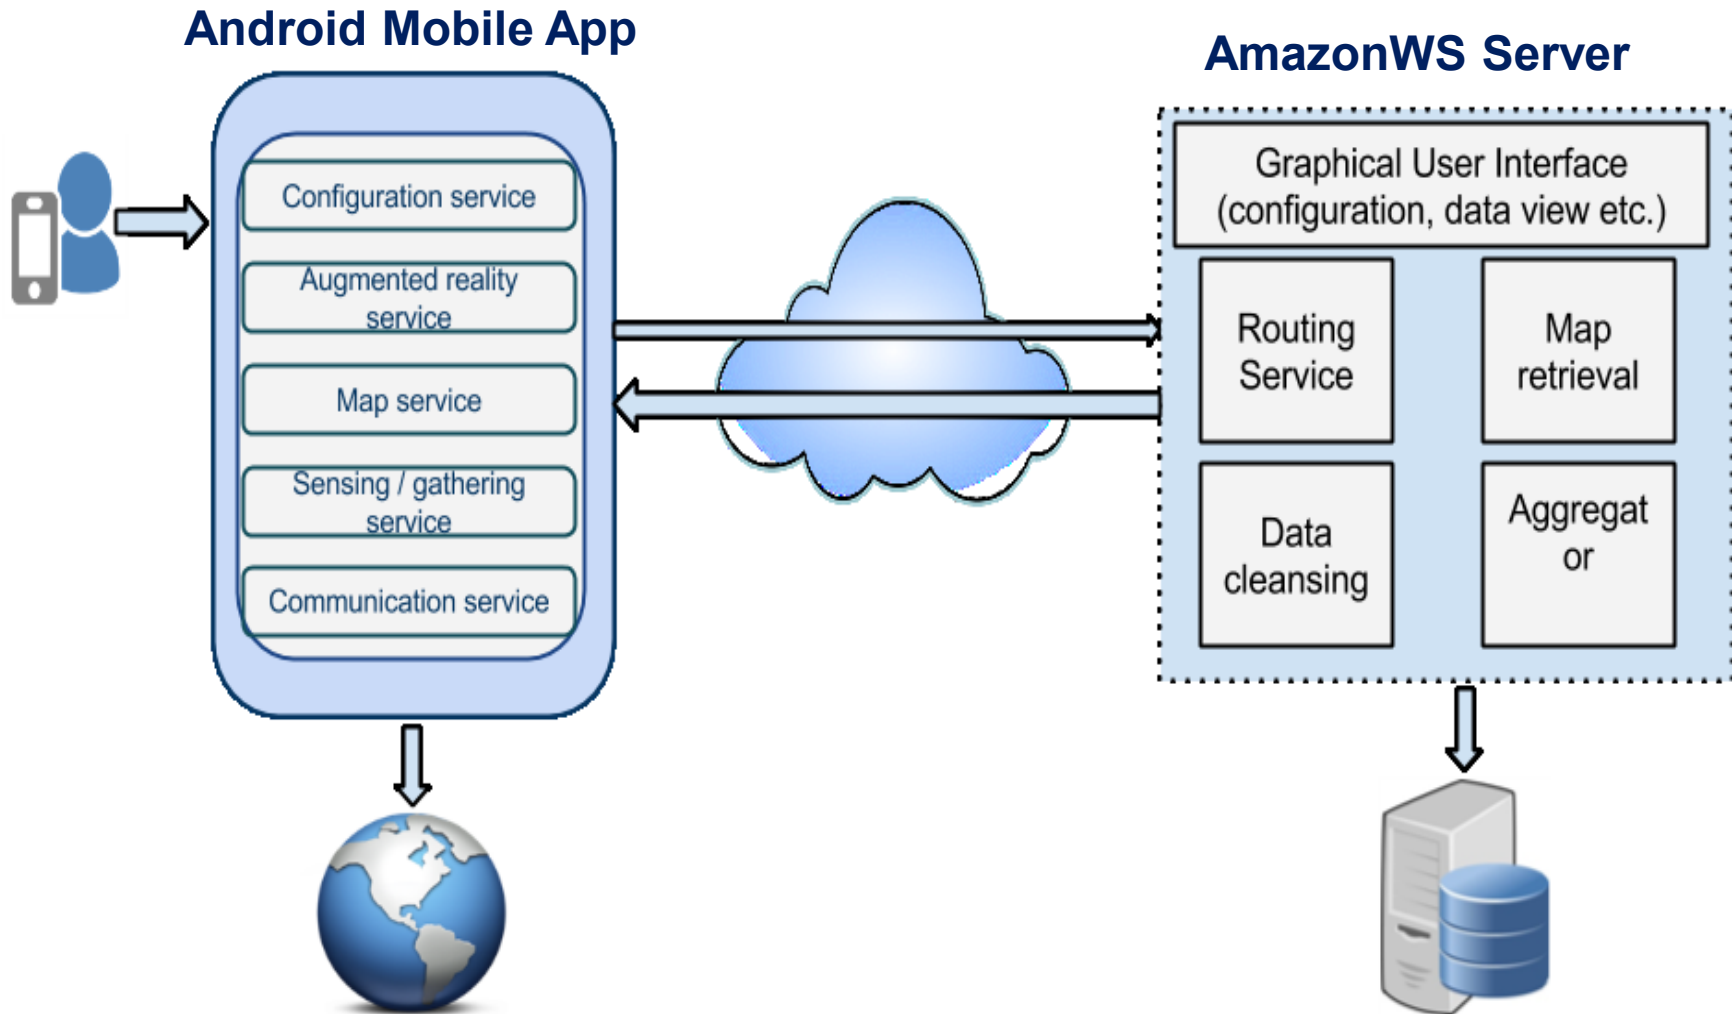 Android Mobile App
AmazonWS Server
Configuration service
Augmented reality
service
Map service
Sensing / gathering
service
Communication service
Graphical User Interface
(configuration, data view etc.)
Routing
Service
Map
retrieval
Data
cleansing
Aggregat
or